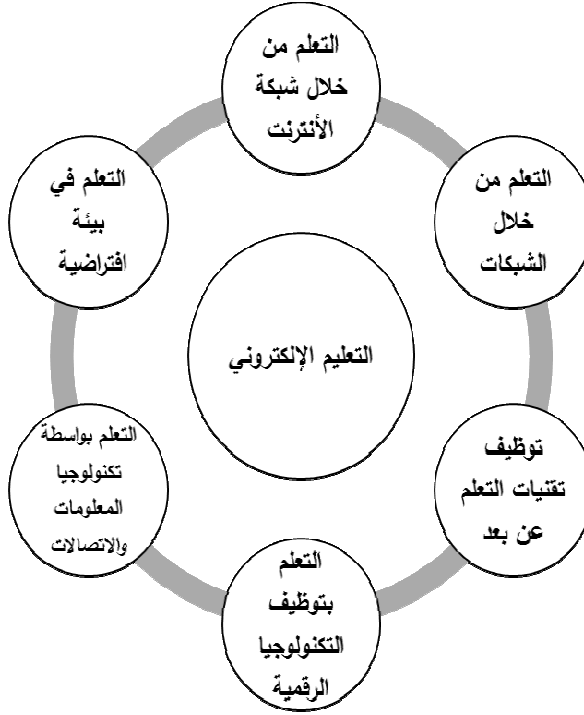 التعلم من
خلال شبكة
الأنترنت
التعلم من
خلال
الشبكات
توظيف
تقنيات التعلم
عن بعد
التعلم
بتوظيف
التكنولوجيا
الرقمية
التعلم بواسطة
تكنولوجيا
المعلومات
والاتصالات
التعلم في
بيئة
افتراضية
التعليم الإلكتروني